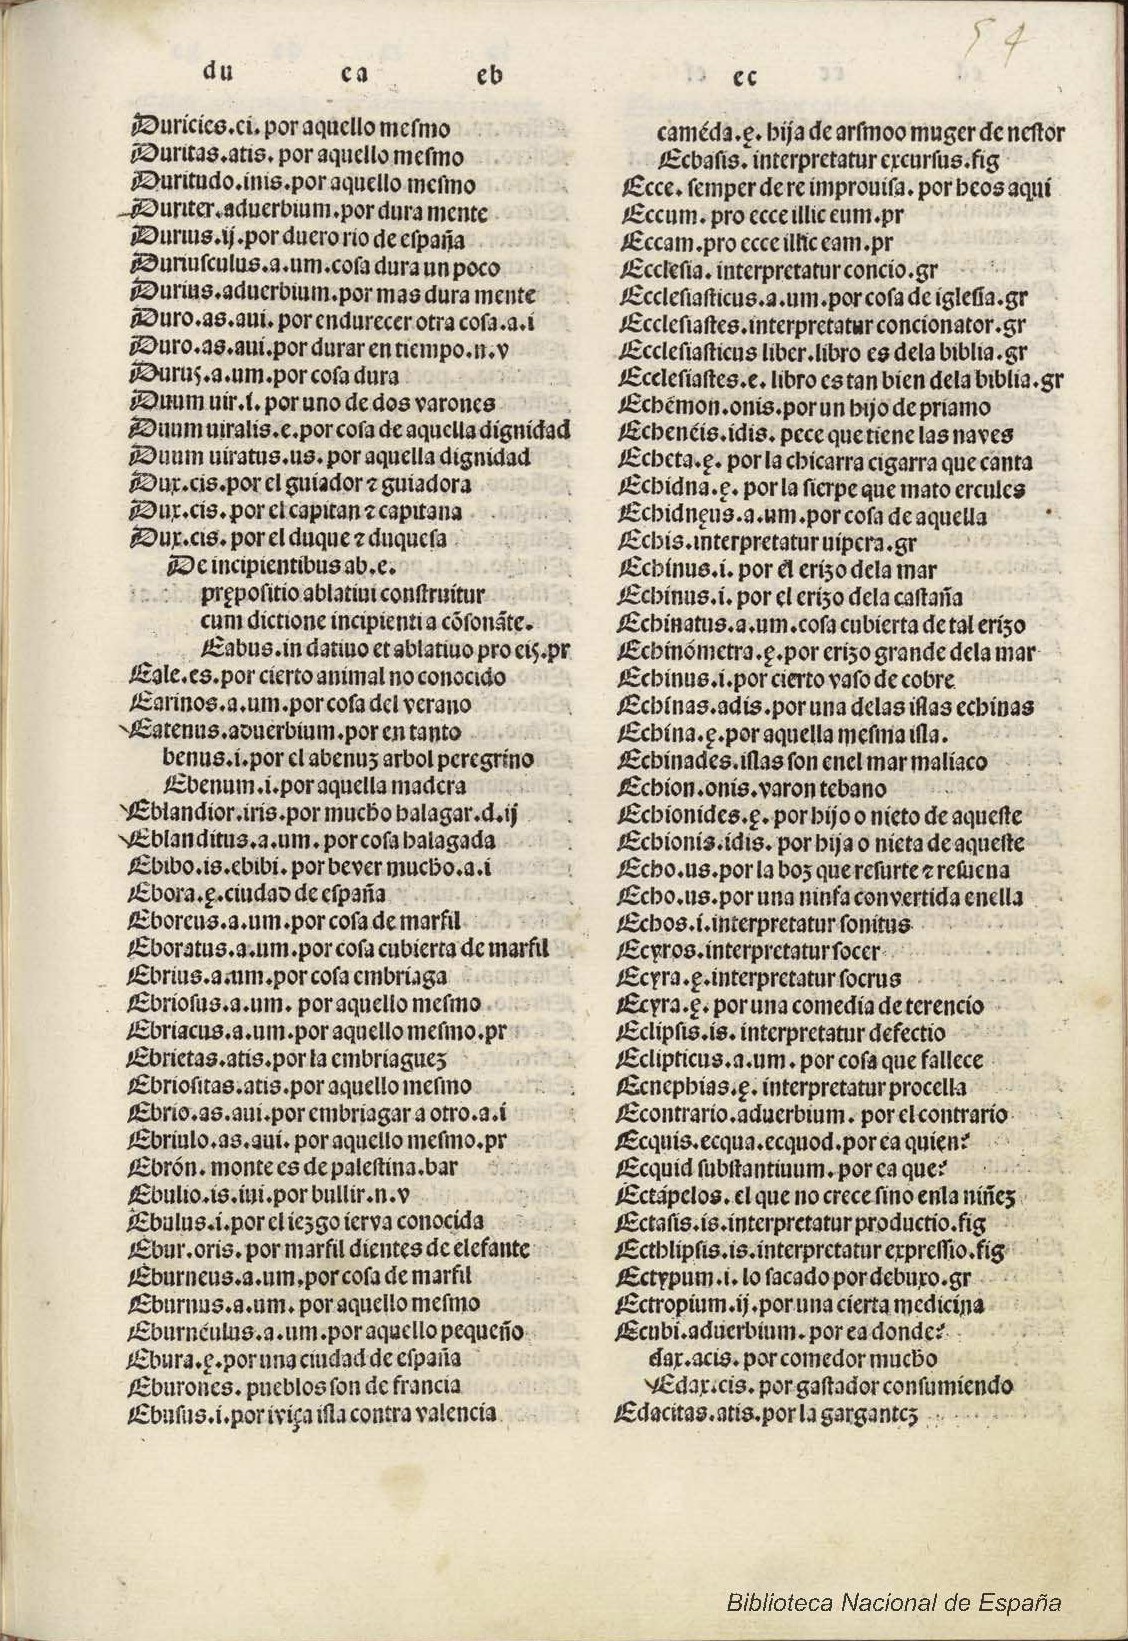 54
du ea eb
Duricies.ei. por aquello mesmo
Duritas.atis. por aquello mesmo
Duritudo.inis.por aquello mesmo
Duriter.aduerbium.por dura mente
Durius.ij.por duero rio de españa
Duriusculus.a.um.cosa dura un poco
Durius.aduerbium.por mas dura mente
Duro.as.aui. por endurecer otra cosa.a.i
Duro.as.aui.por durar en tiempo.n.v
Durus.a.um.por cosa dura
Duum uir.i. por uno de dos varones
Duum uiralis.e.por cosa de aquella dignidad
Duum uiratus.us. por aquella dignidad
Dux.cis.por el guiador ⁊ guiadora
Dux.cis.por el capitan ⁊ capitana
Dux.cis. por el duque ⁊ duquesa
De incipientibus ab.e.
prępositio ablatiui construitur
cum dictione incipienti a cõsonãte.
Eabus.in datiuo et ablatiuo pro eis.pr
Eale.es.por cierto animal no conocido
Earinos.a.um.por cosa del verano
Eatenus.aduerbium.por en tanto
benus.i.por el abenuz arbol peregrino
Ebenum.i.por aquella madera
Eblandior.iris.por mucho halagar.d.ij
Eblanditus.a.um. por cosa halagada
Ebibo.is.ebibi. por bever mucho.a.i
Ebora.ę.ciudad de españa
Eboreus.a.um.por cosa de marfil
Eboratus.a.um.por cosa cubierta de marfil
Ebrius.a.um.por cosa embriaga
Ebriosus.a.um. por aquello mesmo
Ebriacus.a.um.por aquello mesmo.pr
Ebrietas.atis.por la embriaguez
Ebriositas.atis.por aquello mesmo
Ebrio.as.aui.por embriagar a otro.a.i
Ebriulo.as.aui. por aquello mesmo.pr
Ebrón. monte es de palestina.bar
Ebulio.is.iui.por bullir.n.v
Ebulus.i.por el iezgo ierva conocida
Ebur.oris. por marfil dientes de elefante
Eburneus.a.um.por cosa de marfil
Eburnus.a.um. por aquello mesmo
Eburnéulus.a.um.por aquello pequeño
Ebura.ę.por una ciudad de españa
Eburones. pueblos son de francia
Ebusus.i.por iviça isla contra valencia
ec
caméda.ę. hija de arsmoo muger de nestor
Ecbasis. interpretatur excursus.fig
Ecce. semper de re improuisa. por heos aqui
Eccum. pro ecce illic eum.pr
Eccam.pro ecce illic eam.pr
Ecclesia. interpretatur concio.gr
Ecclesiasticus.a.um.por cosa de iglesia.gr
Ecclesiastes.interpretatur concionator.gr
Ecclesiasticus liber.libro es dela biblia.gr
Ecclesiastes.e. libro es tan bien dela biblia.gr
Echémon.onis.por un hijo de priamo
Echenéis.idis. pece que tiene las naves
Echeta.ę. por la chicarra cigarra que canta
Echidna.ę. por la sierpe que mato ercules
Echidnęus.a.um.por cosa de aquella
Echis.interpretatur uipera.gr
Echinus.i. por el erizo dela mar
Echinus.i. por el erizo dela castaña
Echinatus.a.um.cosa cubierta de tal erizo
Echinómetra.ę.por erizo grande dela mar
Echinus.i.por cierto vaso de cobre
Echinas.adis.por una delas islas echinas
Echina.ę.por aquella mesma isla.
Echinades.islas son enel mar maliaco
Echion.onis.varon tebano
Echionides.ę. por hijo o nieto de aqueste
Echionis.idis. por hija o nieta de aqueste
Echo.us.por la boz que resurte ⁊ resuena
Echo.us.por una ninfa convertida enella
Echos.i.interpretatur sonitus
Ecyros.interpretatur socer
Ecyra.ę.interpretatur socrus
Ecyra.ę. por una comedia de terencio
Eclipsis.is. interpretatur defectio
Eclipticus.a.um. por cosa que fallece
Ecnephias.ę. interpretatur procella
Econtrario.aduerbium. por el contrario
Ecquis.ecqua.ecquod.por ea quien?
Ecquid substantiuum. por ea que?
Ectápelos. el que no crece sino enla niñez
Ectasis.is.interpretatur productio.fig
Ecthlipsis.is.interpretatur expressio.fig
Ectypum.i. lo sacado por debuxo.gr
Ectropium.ij.por una cierta medicina
Ecubi.aduerbium. por ea donde?
dax.acis. por comedor mucho
Edax.cis. por gastador consumiendo
Edacitas.atis.por la gargantez
Biblioteca Nacional de España